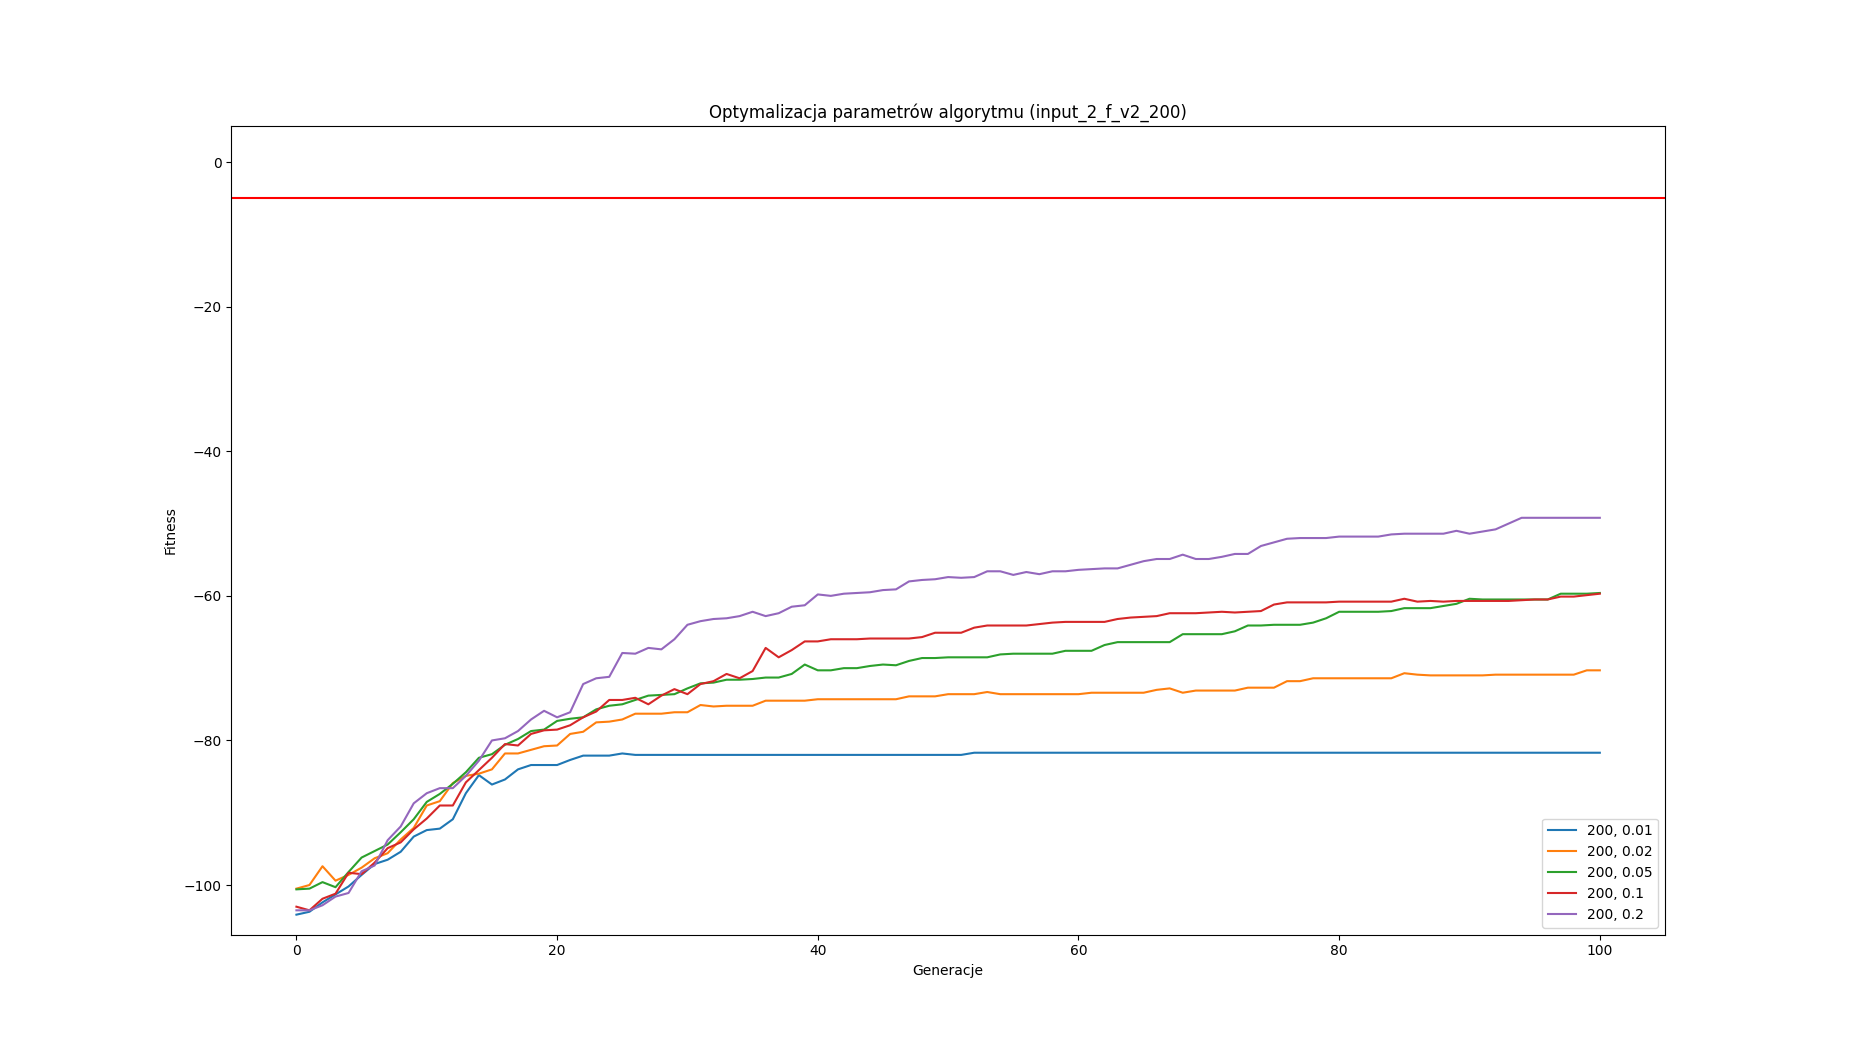 Optymalizacja parametrów algorytmu (input_2_f_v2_200)
0
−20
−40
−60
−80
−100
Fitness
0 20 40 60 80 100
Generacje
200, 0.01
200, 0.02
200, 0.05
200, 0.1
200, 0.2